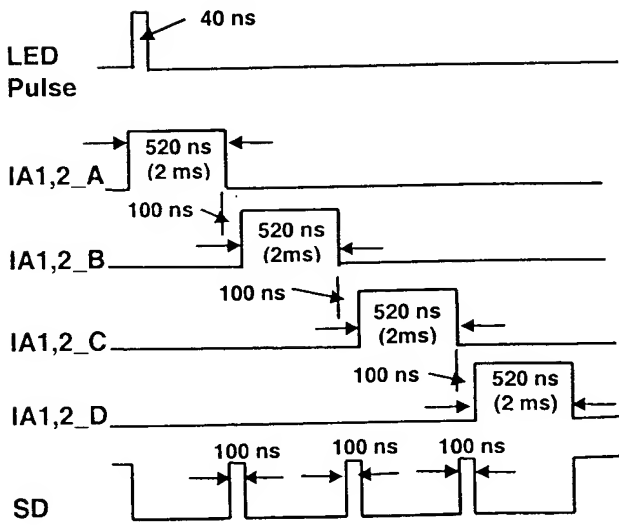 40 ns
LED
Pulse
520 ns
(2 ms)
IA1,2_A
100 ns
520 ns
(2ms)
IA1,2_B
100 ns
520 ns
(2ms)
IA1,2_C
100 ns
520 ns
(2 ms)
IA1,2_D
100 ns 100 ns 100 ns
SD